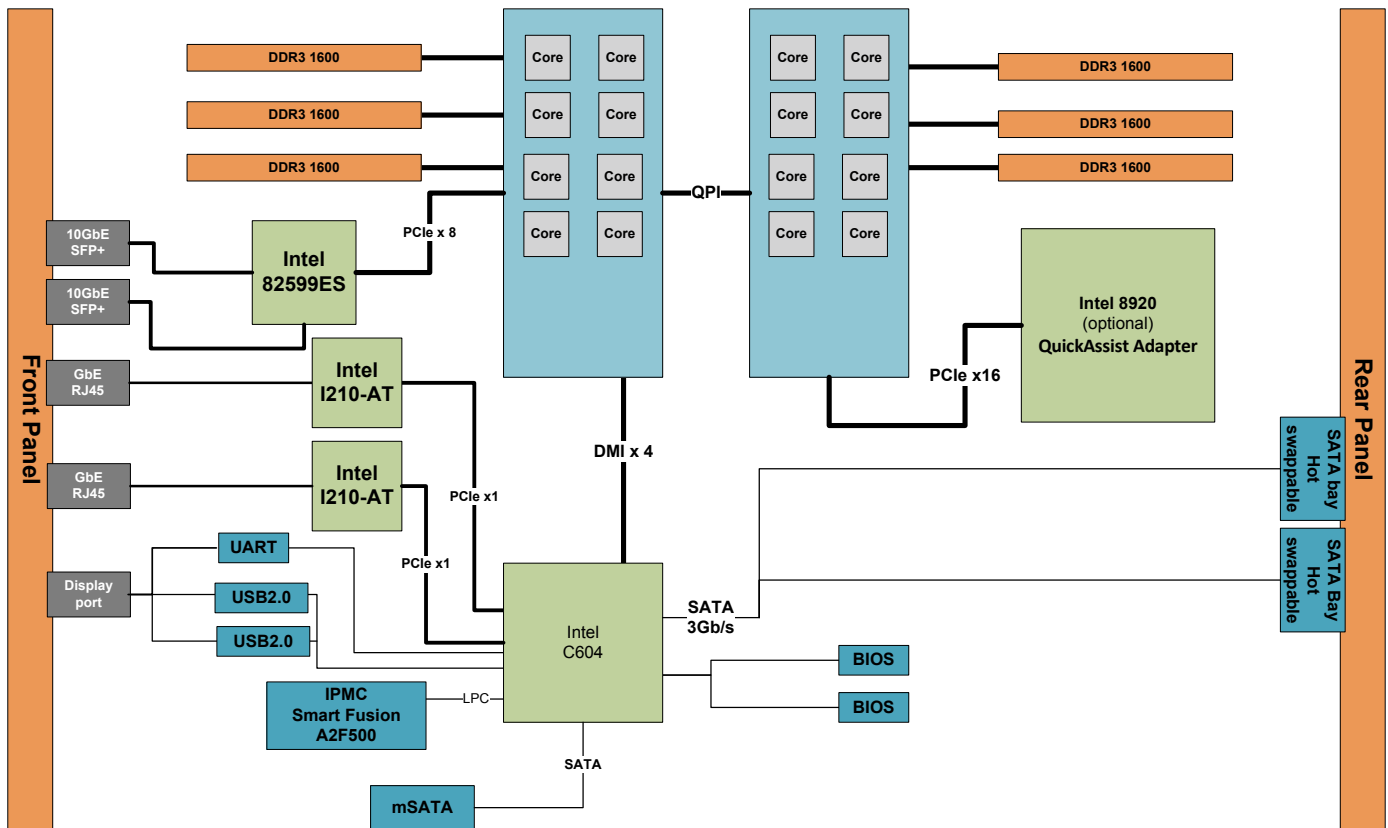 Front Panel
DDR3 1600
DDR3 1600
DDR3 1600
Core
Core
Core
Core
Core
Core
Core
Core
QPI
Core
Core
Core
Core
Core
Core
Core
Core
DDR3 1600
DDR3 1600
DDR3 1600
10GbE
SFP+
10GbE
SFP+
Intel
82599ES
PCIe x 8
GbE
RJ45
Intel
I210-AT
GbE
RJ45
Intel
I210-AT
PCIe x1
PCIe x1
DMI x 4
PCIe x16
Intel 8920
(optional)
QuickAssist Adapter
Rear Panel
SATA bay
Hot
swappable
SATA Bay
Hot
swappable
Display
port
UART
USB2.0
USB2.0
Intel
C604
SATA
3Gb/s
BIOS
BIOS
IPMC
Smart Fusion
A2F500
LPC
SATA
mSATA